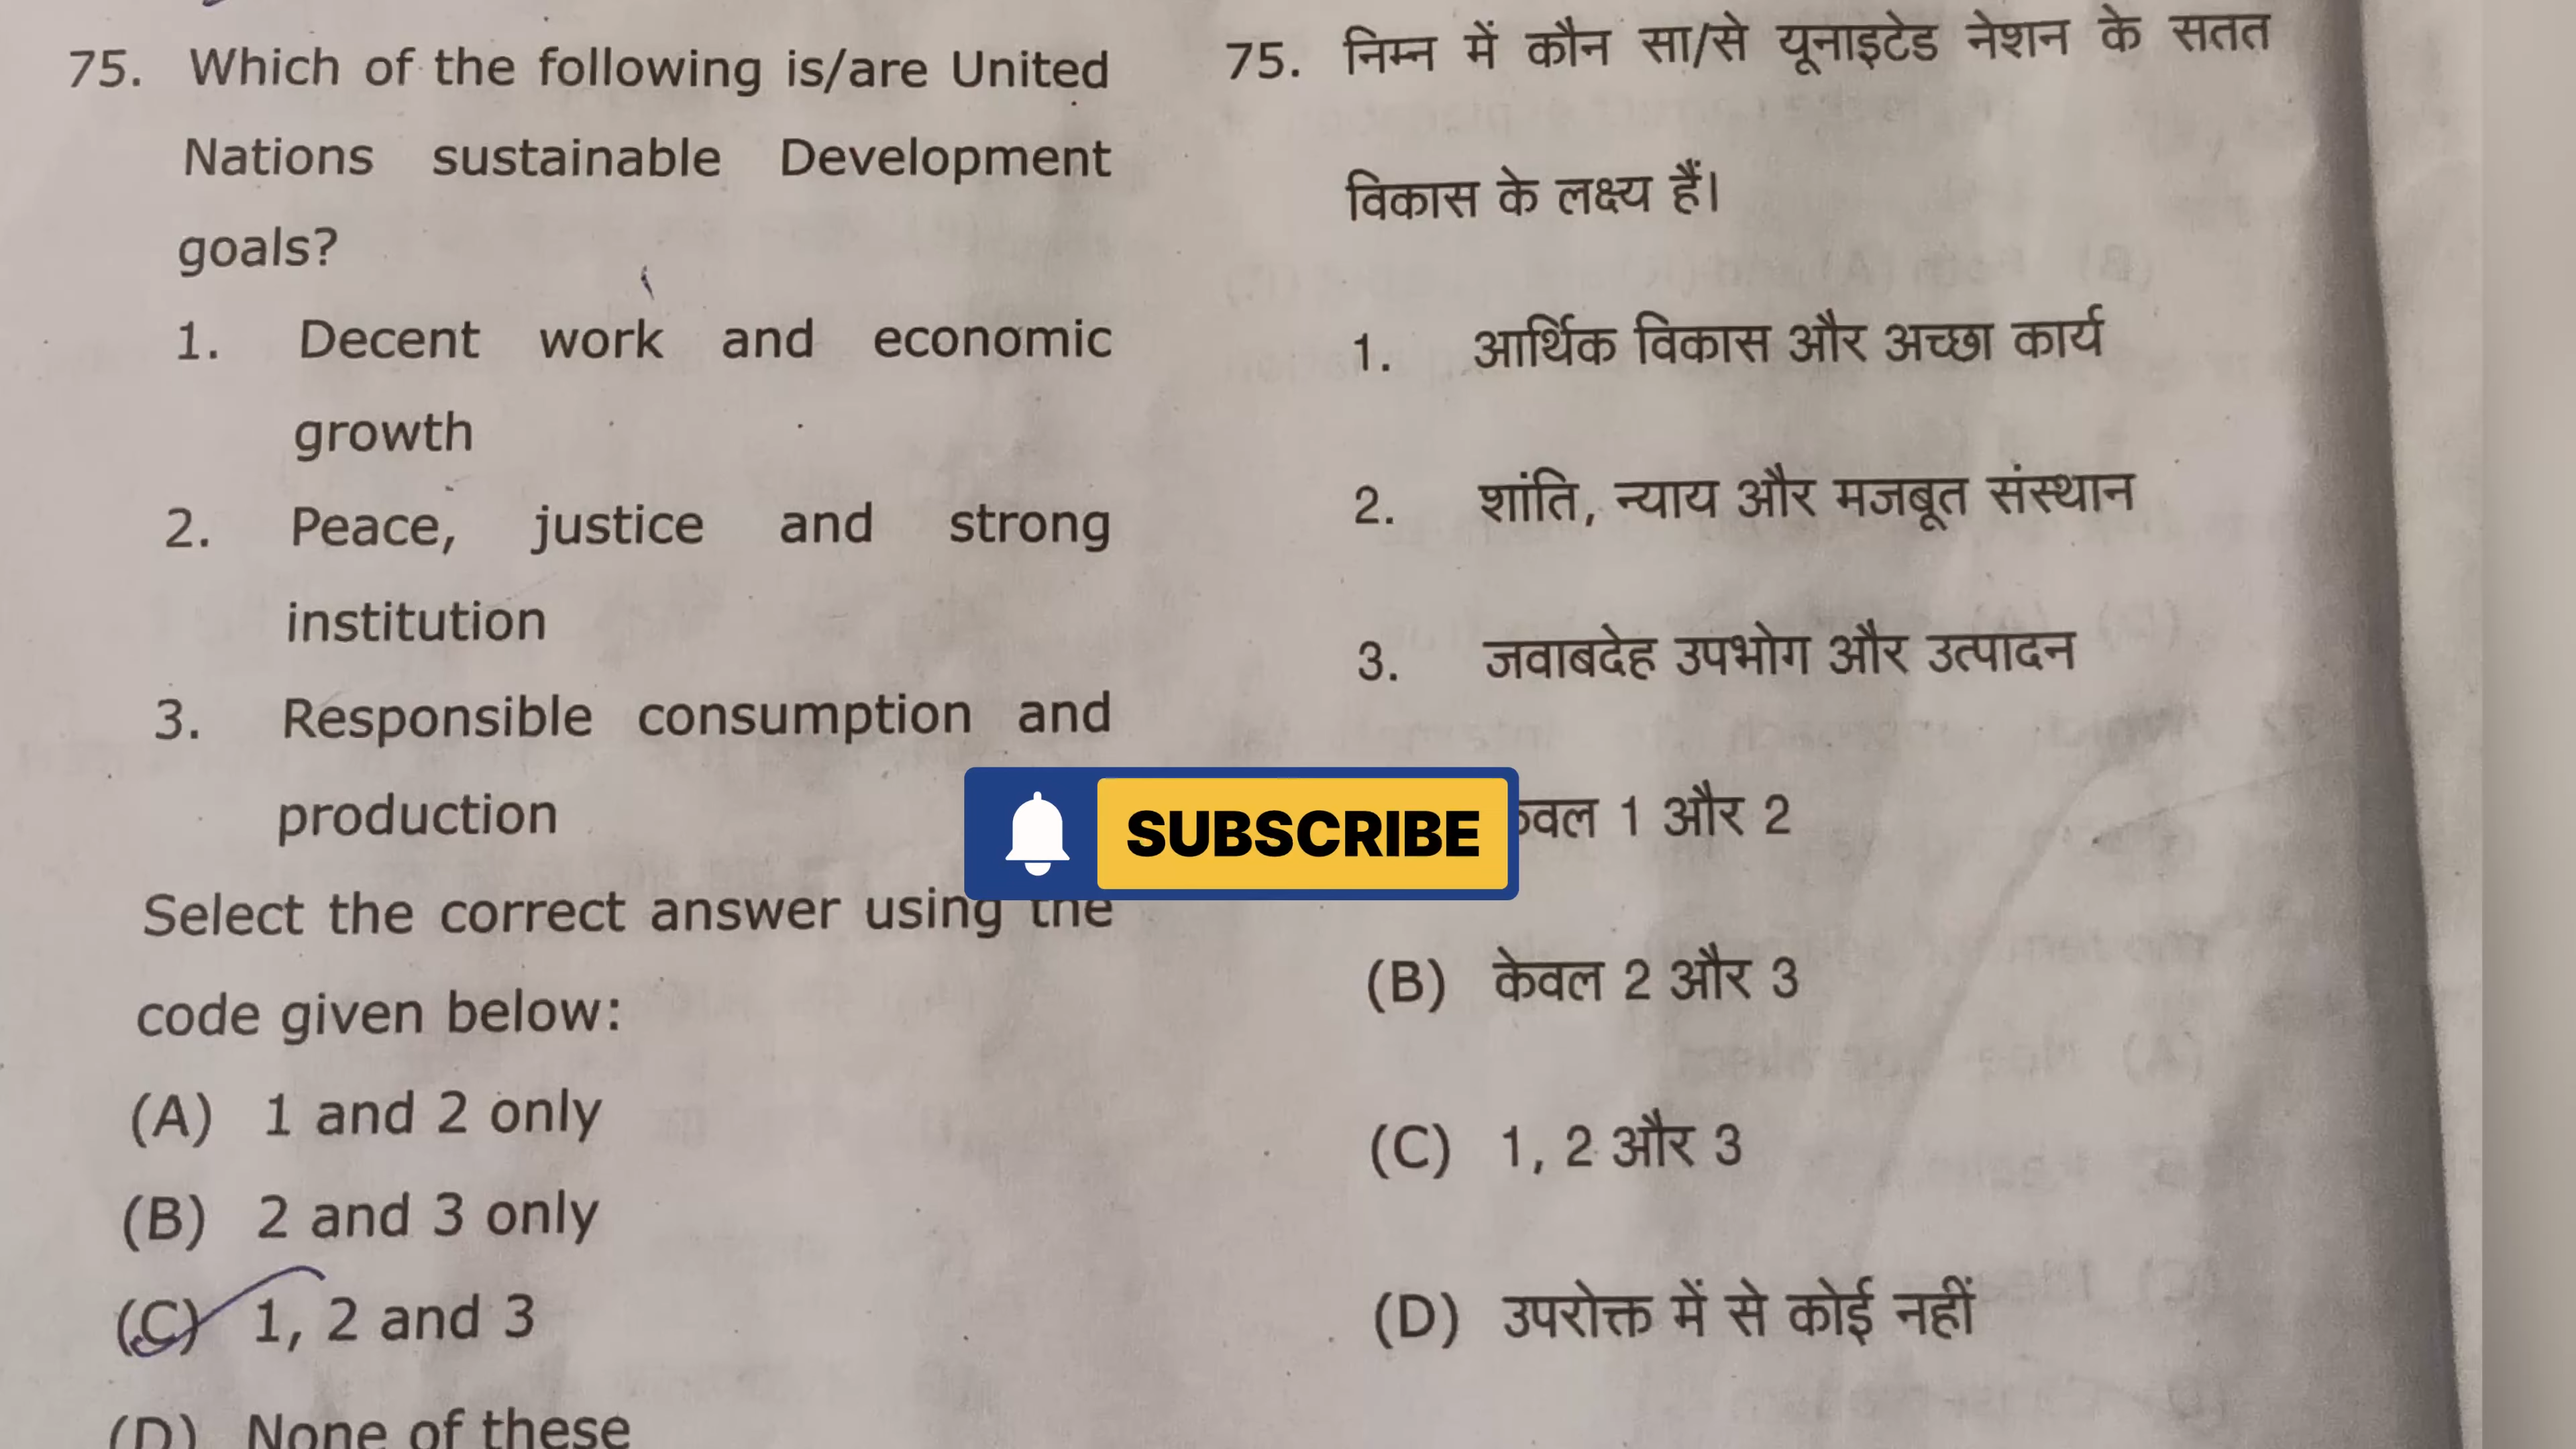 75. Which of the following is/are United
Nations sustainable Development
goals?
1. Decent work and economic
growth
2. Peace, justice and strong
institution
3. Responsible consumption and
production
Select the correct answer using the
code given below:
(A) 1 and 2 only
(B) 2 and 3 only
(C) 1, 2 and 3
(D) None of these
75. निम्न में कौन सा/से यूनाइटेड नेशन के सतत
विकास के लक्ष्य हैं।
1. आर्थिक विकास और अच्छा कार्य
2. शांति, न्याय और मजबूत संस्थान
3. जवाबदेह उपभोग और उत्पादन
1 और 2
(B) केवल 2 और 3
(C) 1, 2 और 3
(D) उपरोक्त में से कोई नहीं
SUBSCRIBE